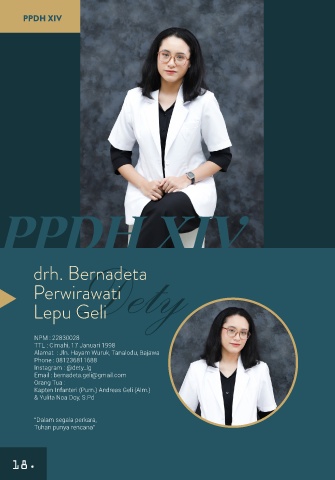 PPDH XIV
PPDH XIV
drh. Bernadeta
Perwirawati
Lepu Geli
Dety
NPM : 22830028
TTL : Cimahi, 17 Januari 1998
Alamat : Jln. Hayam Wuruk, Tanalodu, Bajawa
Phone : 081236811688
Instagram : @dety_lg
Email : bernadeta.geli@gmail.com
Orang Tua :
Kapten Infanteri (Purn.) Andreas Geli (Alm.)
& Yulita Noa Doy, S.Pd
"Dalam segala perkara,
Tuhan punya rencana"
18.